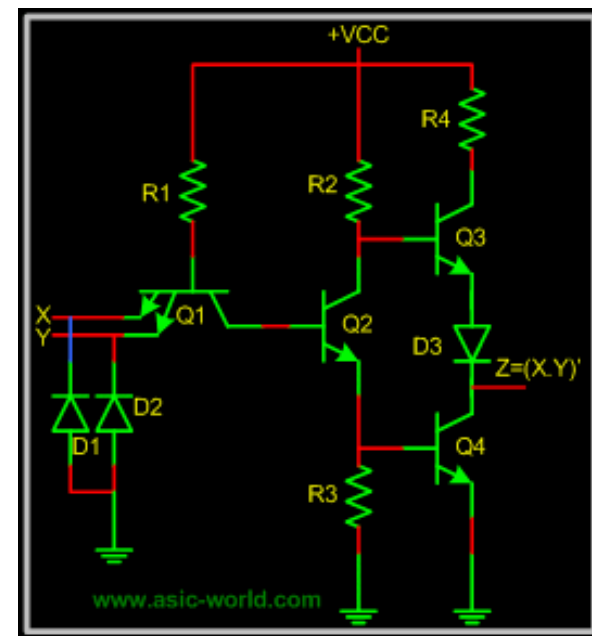 +VCC
R4
R1
R2
Q3
X
Y
Q1
Q2
D3
Z=(X.Y)'
D2
D1
Q4
R3
www.asic-world.com